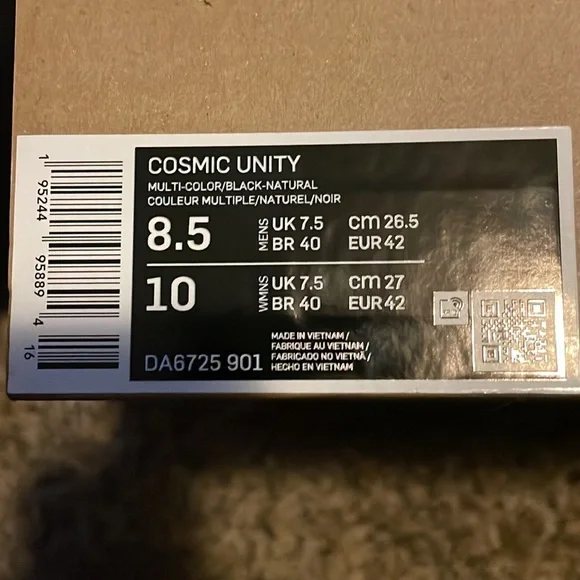 COSMIC UNITY
MULTI-COLOR/BLACK-NATURAL
COULEUR MULTIPLE/NATUREL/NOIR
8.5 MENS UK 7.5 CM 26.5
BR 40 EUR 42
10 WMNS UK 7.5 CM 27
BR 40 EUR 42
MADE IN VIETNAM /
FABRIQUE AU VIETNAM /
FABRICADO NO VIETNÃ /
HECHO EN VIETNAM
DA6725 901
1 95244 95889 4 16